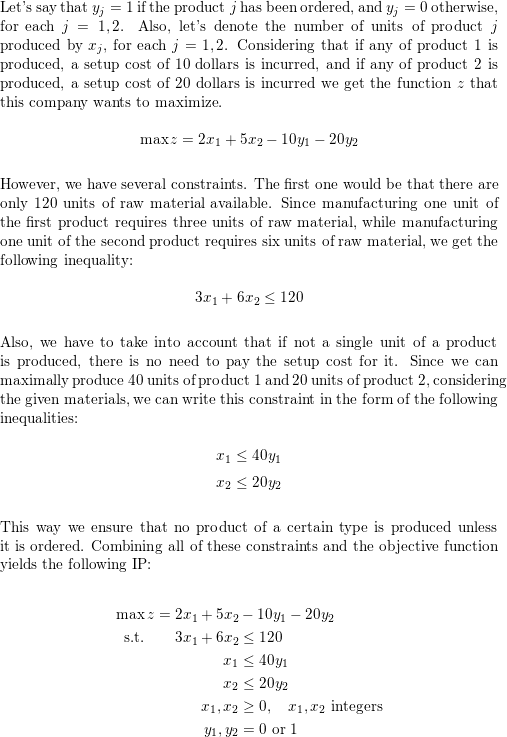 Let's say that y_j = 1 if the product j has been ordered, and y_j = 0 otherwise,
for each j = 1, 2. Also, let's denote the number of units of product j
produced by x_j, for each j = 1, 2. Considering that if any of product 1 is
produced, a setup cost of 10 dollars is incurred, and if any of product 2 is
produced, a setup cost of 20 dollars is incurred we get the function z that
this company wants to maximize.
max z = 2x_1 + 5x_2 − 10y_1 − 20y_2
However, we have several constraints. The first one would be that there are
only 120 units of raw material available. Since manufacturing one unit of
the first product requires three units of raw material, while manufacturing
one unit of the second product requires six units of raw material, we get the
following inequality:
3x_1 + 6x_2 ≤ 120
Also, we have to take into account that if not a single unit of a product
is produced, there is no need to pay the setup cost for it. Since we can
maximally produce 40 units of product 1 and 20 units of product 2, considering
the given materials, we can write this constraint in the form of the following
inequalities:
x_1 ≤ 40y_1
x_2 ≤ 20y_2
This way we ensure that no product of a certain type is produced unless
it is ordered. Combining all of these constraints and the objective function
yields the following IP:
max z = 2x_1 + 5x_2 − 10y_1 − 20y_2
s.t. 3x_1 + 6x_2 ≤ 120
x_1 ≤ 40y_1
x_2 ≤ 20y_2
x_1, x_2 ≥ 0, x_1, x_2 integers
y_1, y_2 = 0 or 1